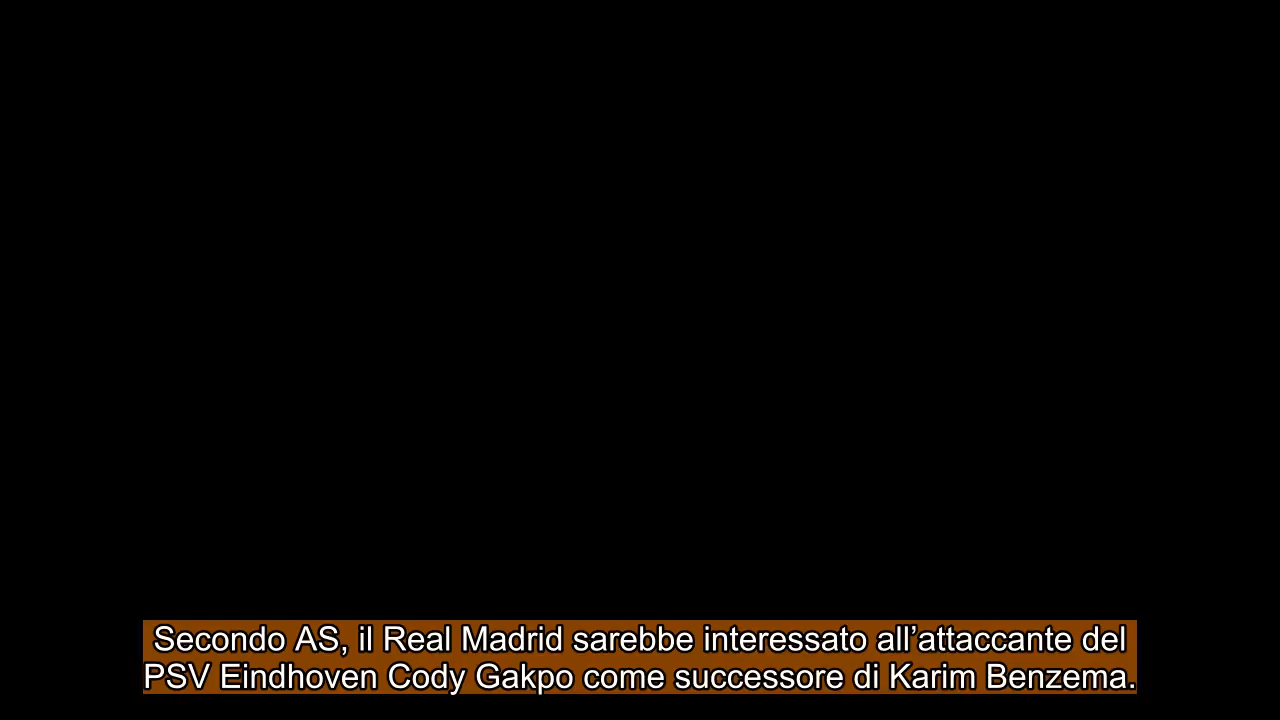 Secondo AS, il Real Madrid sarebbe interessato all’attaccante del
PSV Eindhoven Cody Gakpo come successore di Karim Benzema.